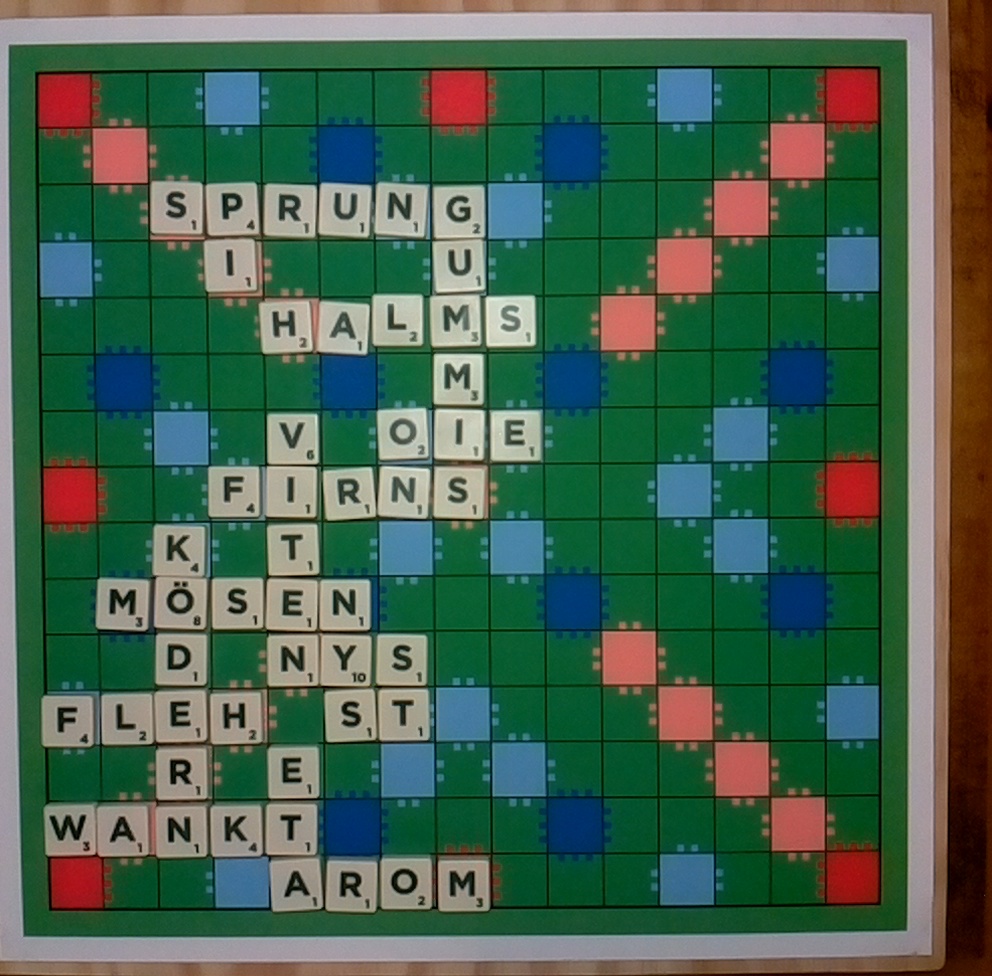 SPRUNG
I U
HALMS
M
V OIE
FIRNS
K T
MÖSEN
D NYS
FLEH ST
R E
WANKT
AROM